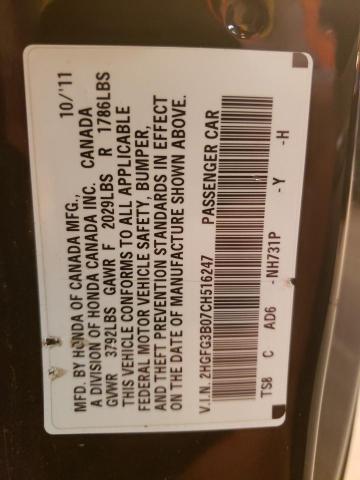 MFD. BY HONDA OF CANADA MFG., 10/'11
A DIVISION OF HONDA CANADA INC. CANADA
GVWR 3792LBS GAWR F 2029LBS R 1786LBS
THIS VEHICLE CONFORMS TO ALL APPLICABLE
FEDERAL MOTOR VEHICLE SAFETY, BUMPER,
AND THEFT PREVENTION STANDARDS IN EFFECT
ON THE DATE OF MANUFACTURE SHOWN ABOVE.
V.I.N. 2HGFG3B07CH516247 PASSENGER CAR
TS8 C AD6 -NH731P -Y -H